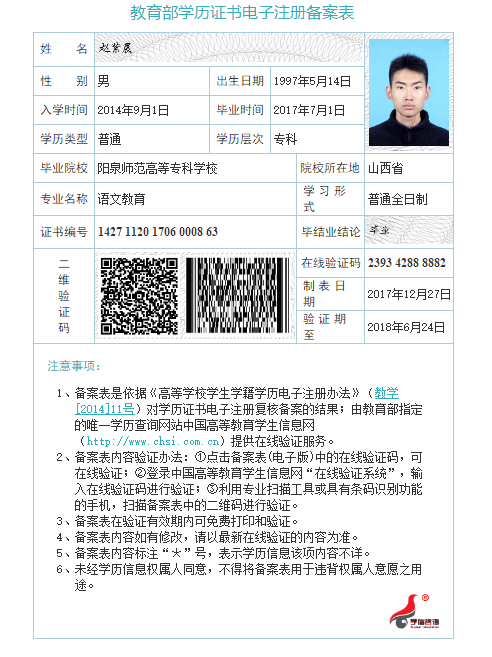 教育部学历证书电子注册备案表
姓 名 赵紫晨
性 别 男 出生日期 1997年5月14日
入学时间 2014年9月1日 毕业时间 2017年7月1日
学历类型 普通 学历层次 专科
毕业院校 阳泉师范高等专科学校 院校所在地 山西省
专业名称 语文教育 学习形式 普通全日制
证书编号 1427 1120 1706 0008 63 毕结业结论 毕业
二维验证码 在线验证码 2393 4288 8882
制表日期 2017年12月27日
验证期至 2018年6月24日
注意事项：
1、备案表是依据《高等学校学生学籍学历电子注册办法》（教学
[2014]11号）对学历证书电子注册复核备案的结果；由教育部指定
的唯一学历查询网站中国高等教育学生信息网
（http://www.chsi.com.cn）提供在线验证服务。
2、备案表内容验证办法：①点击备案表(电子版)中的在线验证码，可
在线验证；②登录中国高等教育学生信息网“在线验证系统”，输
入在线验证码进行验证；③利用专业扫描工具或具有条码识别功能
的手机，扫描备案表中的二维码进行验证。
3、备案表在验证有效期内可免费打印和验证。
4、备案表内容如有修改，请以最新在线验证的内容为准。
5、备案表内容标注“＊”号，表示学历信息该项内容不详。
6、未经学历信息权属人同意，不得将备案表用于违背权属人意愿之用
途。
®
学信咨询